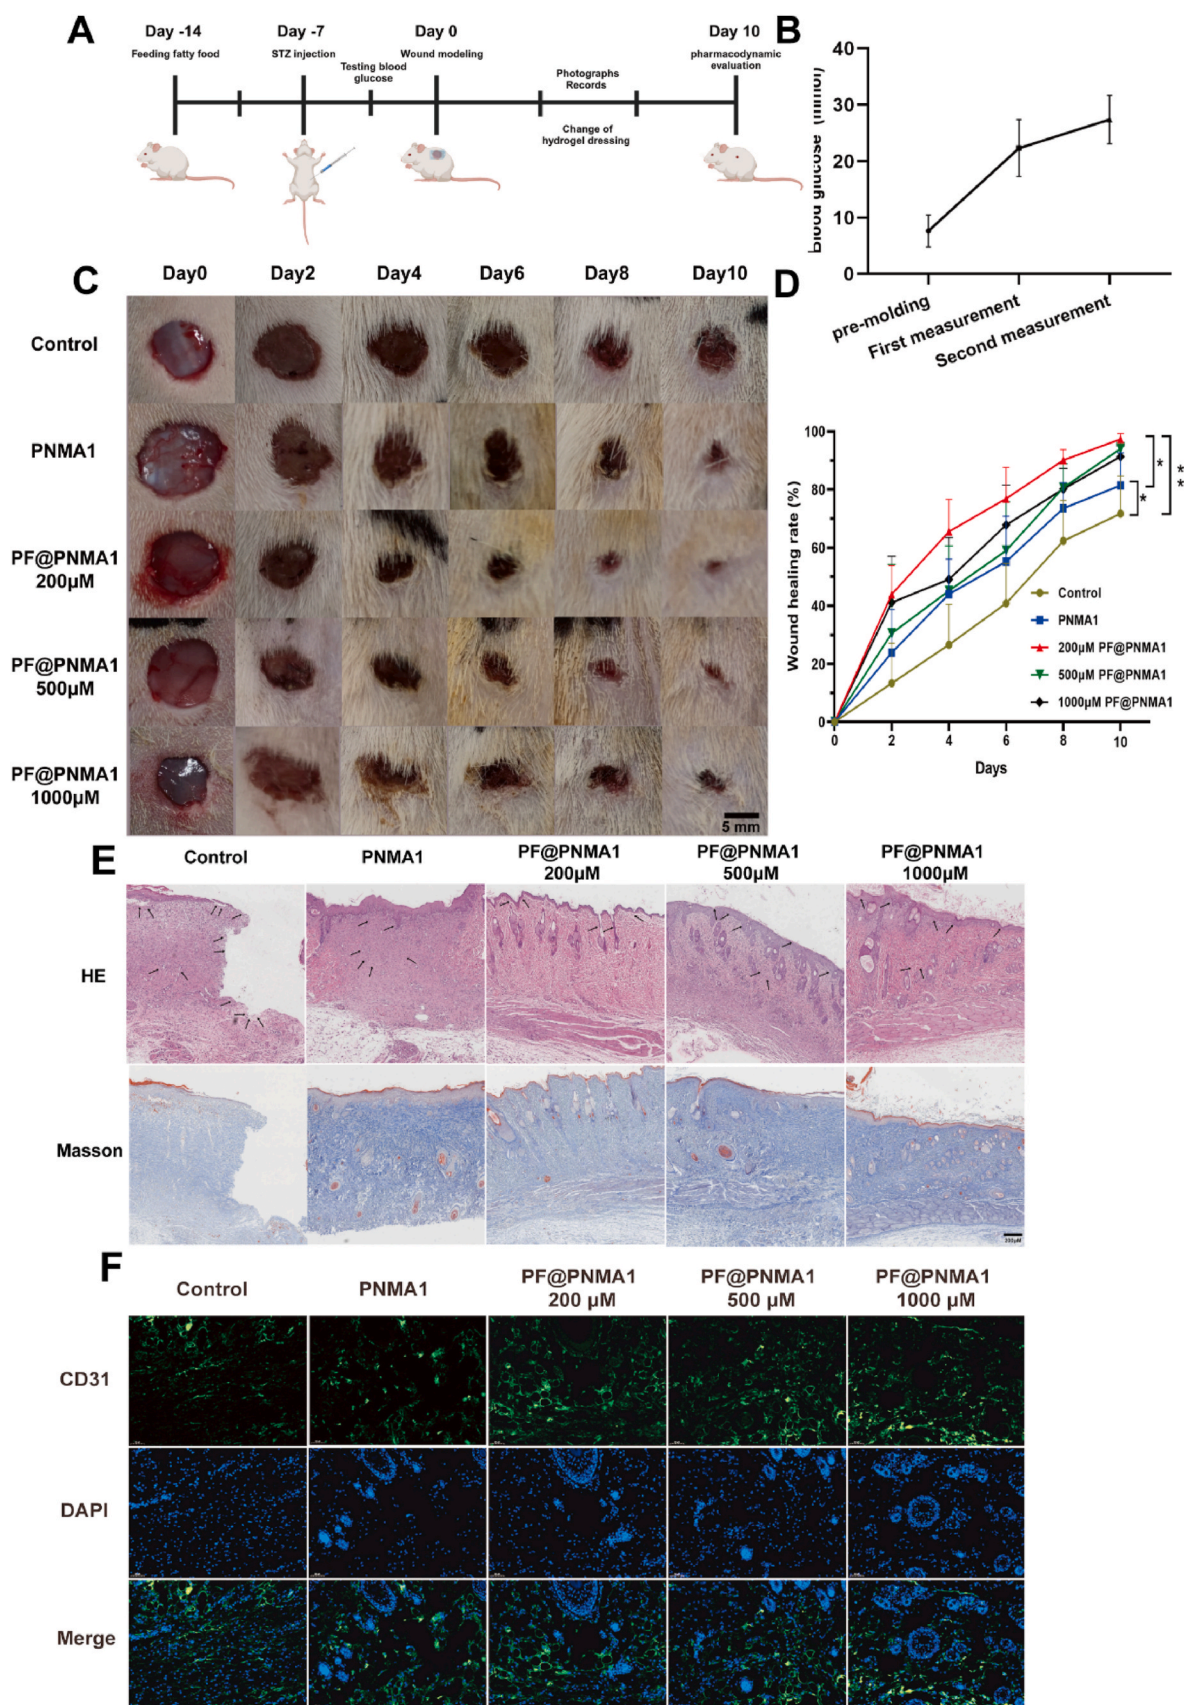 A
Day -14
Day -7
Day 0
Day 10
Feeding fatty food
STZ injection
Wound modeling
pharmacodynamic
evaluation
Testing blood
glucose
Photographs
Records
Change of
hydrogel dressing
B
Blood glucose (mmol)
40
30
20
10
0
pre-molding
First measurement
Second measurement
C
Day0
Day2
Day4
Day6
Day8
Day10
Control
PNMA1
PF@PNMA1
200μM
PF@PNMA1
500μM
PF@PNMA1
1000μM
5 mm
D
Wound healing rate (%)
100
80
60
40
20
0
0
2
4
6
8
10
Days
Control
PNMA1
200μM PF@PNMA1
500μM PF@PNMA1
1000μM PF@PNMA1
*
*
**
E
Control
PNMA1
PF@PNMA1
200μM
PF@PNMA1
500μM
PF@PNMA1
1000μM
HE
Masson
F
Control
PNMA1
PF@PNMA1
200 μM
PF@PNMA1
500 μM
PF@PNMA1
1000 μM
CD31
DAPI
Merge